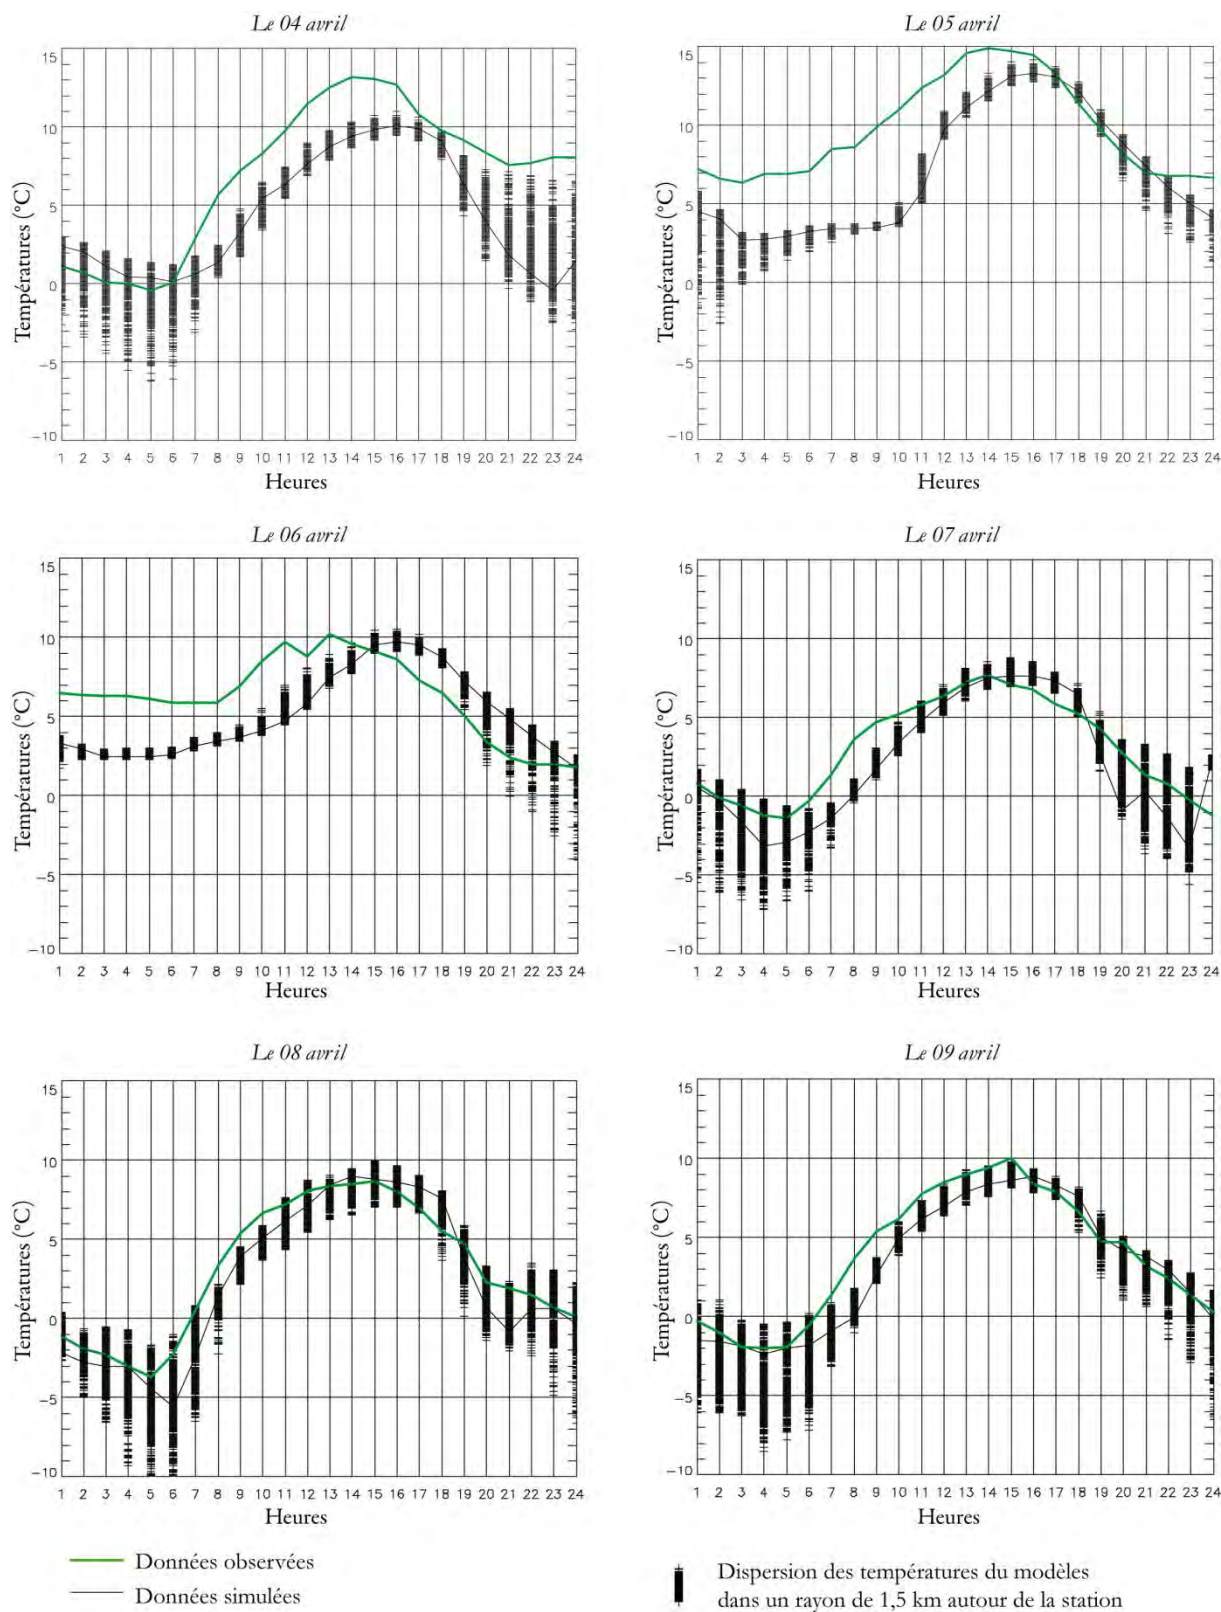 Le 04 avril
Températures (°C)
15
10
5
0
−5
−10
1 2 3 4 5 6 7 8 9 10 11 12 13 14 15 16 17 18 19 20 21 22 23 24
Heures
Le 05 avril
Températures (°C)
15
10
5
0
−5
−10
1 2 3 4 5 6 7 8 9 10 11 12 13 14 15 16 17 18 19 20 21 22 23 24
Heures
Le 06 avril
Températures (°C)
15
10
5
0
−5
−10
1 2 3 4 5 6 7 8 9 10 11 12 13 14 15 16 17 18 19 20 21 22 23 24
Heures
Le 07 avril
Températures (°C)
15
10
5
0
−5
−10
1 2 3 4 5 6 7 8 9 10 11 12 13 14 15 16 17 18 19 20 21 22 23 24
Heures
Le 08 avril
Températures (°C)
15
10
5
0
−5
−10
1 2 3 4 5 6 7 8 9 10 11 12 13 14 15 16 17 18 19 20 21 22 23 24
Heures
Le 09 avril
Températures (°C)
15
10
5
0
−5
−10
1 2 3 4 5 6 7 8 9 10 11 12 13 14 15 16 17 18 19 20 21 22 23 24
Heures
Données observées
Données simulées
Dispersion des températures du modèles
dans un rayon de 1,5 km autour de la station